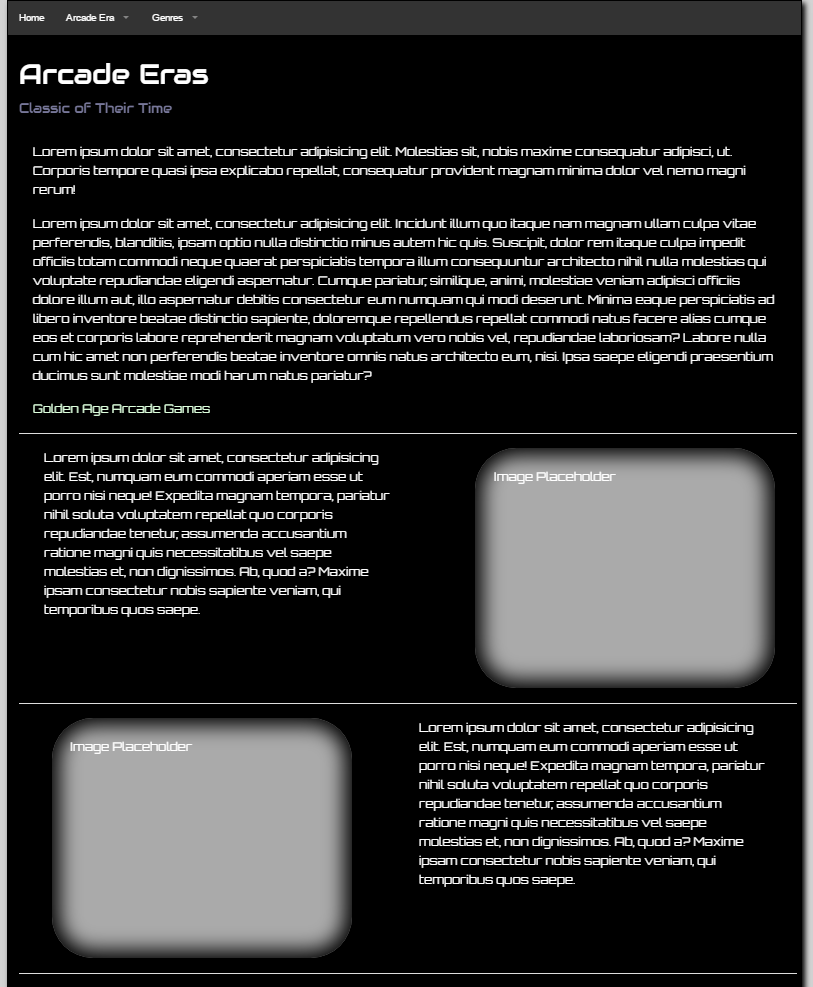 Home Arcade Era Genres
Arcade Eras
Classic of Their Time
Lorem ipsum dolor sit amet, consectetur adipisicing elit. Molestias sit, nobis maxime consequatur adipisci, ut.
Corporis tempore quasi ipsa explicabo repellat, consequatur provident magnam minima dolor vel nemo magni
rerum!
Lorem ipsum dolor sit amet, consectetur adipisicing elit. Incidunt illum quo itaque nam magnam ullam culpa vitae
perferendis, blanditiis, ipsam optio nulla distinctio minus autem hic quis. Suscipit, dolor rem itaque culpa impedit
officiis totam commodi neque quaerat perspiciatis tempora illum consequuntur architecto nihil nulla molestias qui
voluptate repudiandae eligendi aspernatur. Cumque pariatur, similique, animi, molestiae veniam adipisci officiis
dolore illum aut, illo aspernatur debitis consectetur eum numquam qui modi deserunt. Minima eaque perspiciatis ad
libero inventore beatae distinctio sapiente, doloremque repellendus repellat commodi natus facere alias cumque
eos et corporis labore reprehenderit magnam voluptatum vero nobis vel, repudiandae laboriosam? Labore nulla
cum hic amet non perferendis beatae inventore omnis natus architecto eum, nisi. Ipsa saepe eligendi praesentium
ducimus sunt molestiae modi harum natus pariatur?
Golden Age Arcade Games
Lorem ipsum dolor sit amet, consectetur adipisicing
elit. Est, numquam eum commodi aperiam esse ut
porro nisi neque! Expedita magnam tempora, pariatur
nihil soluta voluptatem repellat quo corporis
repudiandae tenetur, assumenda accusantium
ratione magni quis necessitatibus vel saepe
molestias et, non dignissimos. Ab, quod a? Maxime
ipsam consectetur nobis sapiente veniam, qui
temporibus quos saepe.
Image Placeholder
Image Placeholder
Lorem ipsum dolor sit amet, consectetur adipisicing
elit. Est, numquam eum commodi aperiam esse ut
porro nisi neque! Expedita magnam tempora, pariatur
nihil soluta voluptatem repellat quo corporis
repudiandae tenetur, assumenda accusantium
ratione magni quis necessitatibus vel saepe
molestias et, non dignissimos. Ab, quod a? Maxime
ipsam consectetur nobis sapiente veniam, qui
temporibus quos saepe.